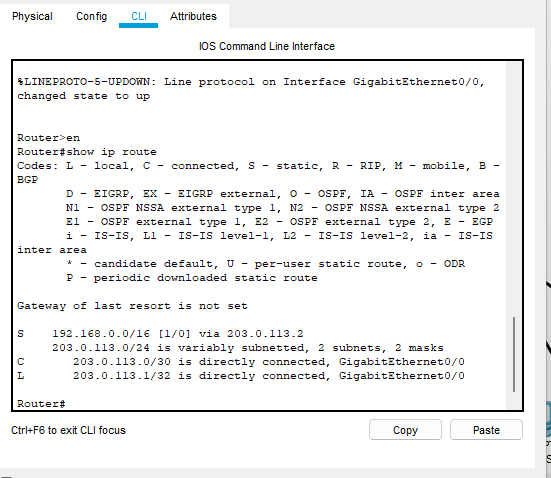 Physical Config CLI Attributes
IOS Command Line Interface
%LINEPROTO-5-UPDOWN: Line protocol on Interface GigabitEthernet0/0,
changed state to up
Router>en
Router#show ip route
Codes: L - local, C - connected, S - static, R - RIP, M - mobile, B -
BGP
D - EIGRP, EX - EIGRP external, O - OSPF, IA - OSPF inter area
N1 - OSPF NSSA external type 1, N2 - OSPF NSSA external type 2
E1 - OSPF external type 1, E2 - OSPF external type 2, E - EGP
i - IS-IS, L1 - IS-IS level-1, L2 - IS-IS level-2, ia - IS-IS
inter area
* - candidate default, U - per-user static route, o - ODR
P - periodic downloaded static route
Gateway of last resort is not set
S 192.168.0.0/16 [1/0] via 203.0.113.2
203.0.113.0/24 is variably subnetted, 2 subnets, 2 masks
C 203.0.113.0/30 is directly connected, GigabitEthernet0/0
L 203.0.113.1/32 is directly connected, GigabitEthernet0/0
Router#
Ctrl+F6 to exit CLI focus
Copy Paste